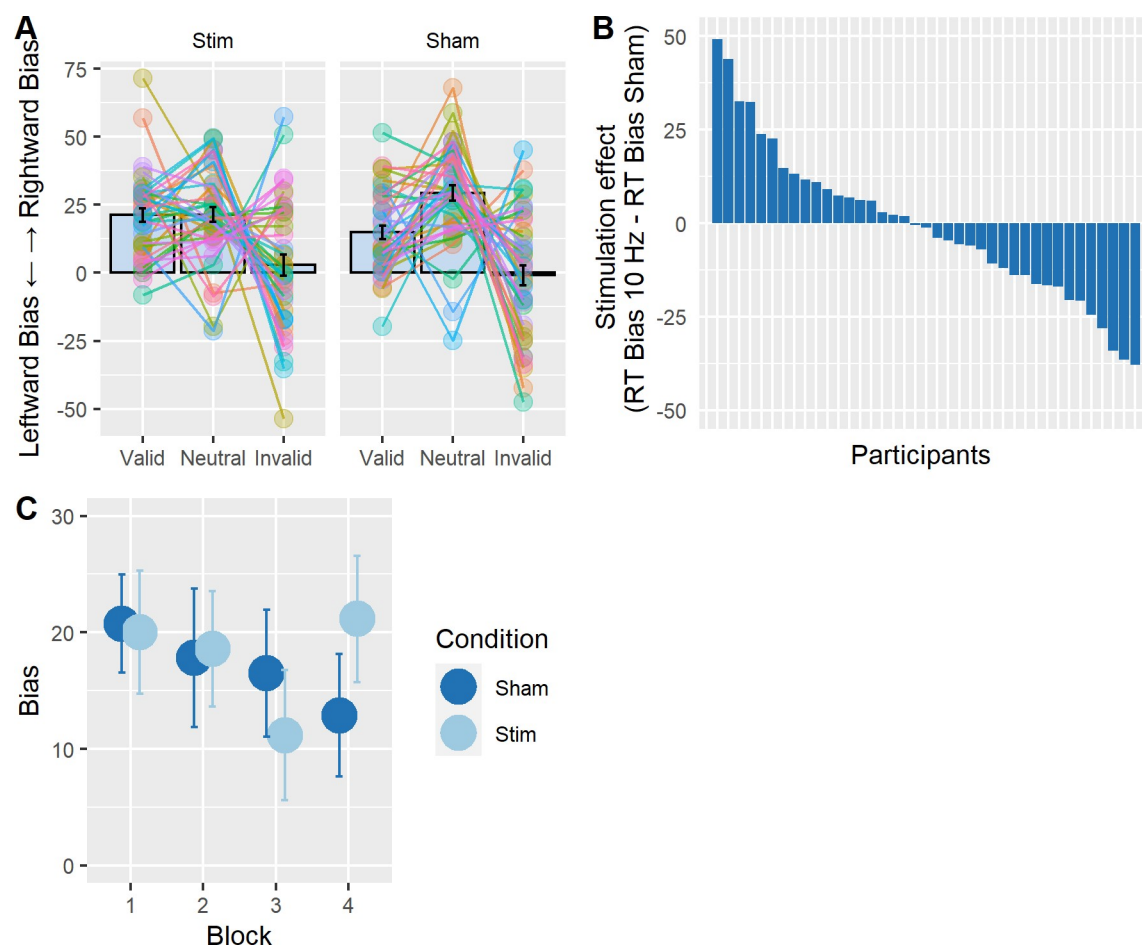 A
Stim
Sham
Leftward Bias ← → Rightward Bias
75
50
25
0
-25
-50
Valid
Neutral
Invalid
Valid
Neutral
Invalid
B
Stimulation effect
(RT Bias 10 Hz - RT Bias Sham)
50
25
0
-25
-50
Participants
C
Bias
30
20
10
0
1
2
3
4
Block
Condition
Sham
Stim